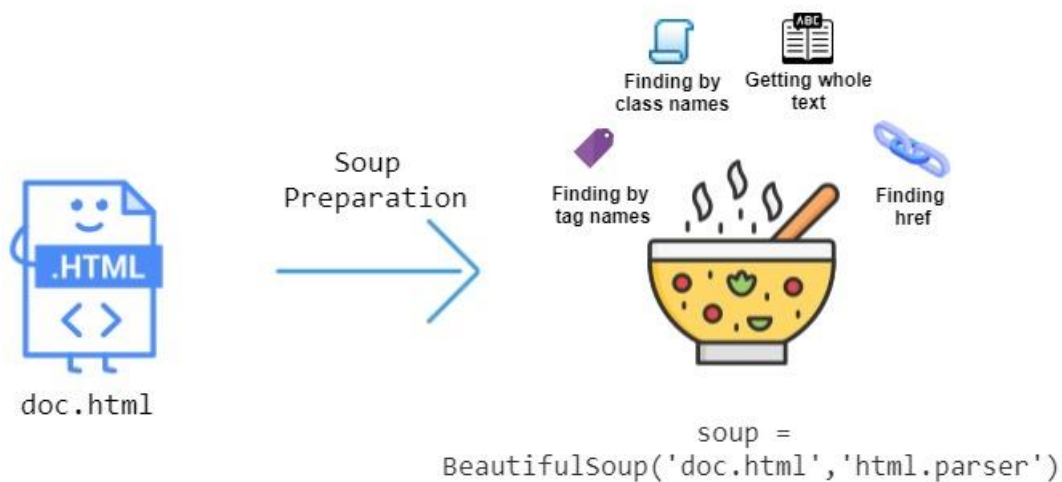 ABC
Finding by
class names
Getting whole
text
Soup
Preparation
Finding by
tag names
Finding
href
.HTML
< >
doc.html
soup =
BeautifulSoup('doc.html','html.parser')